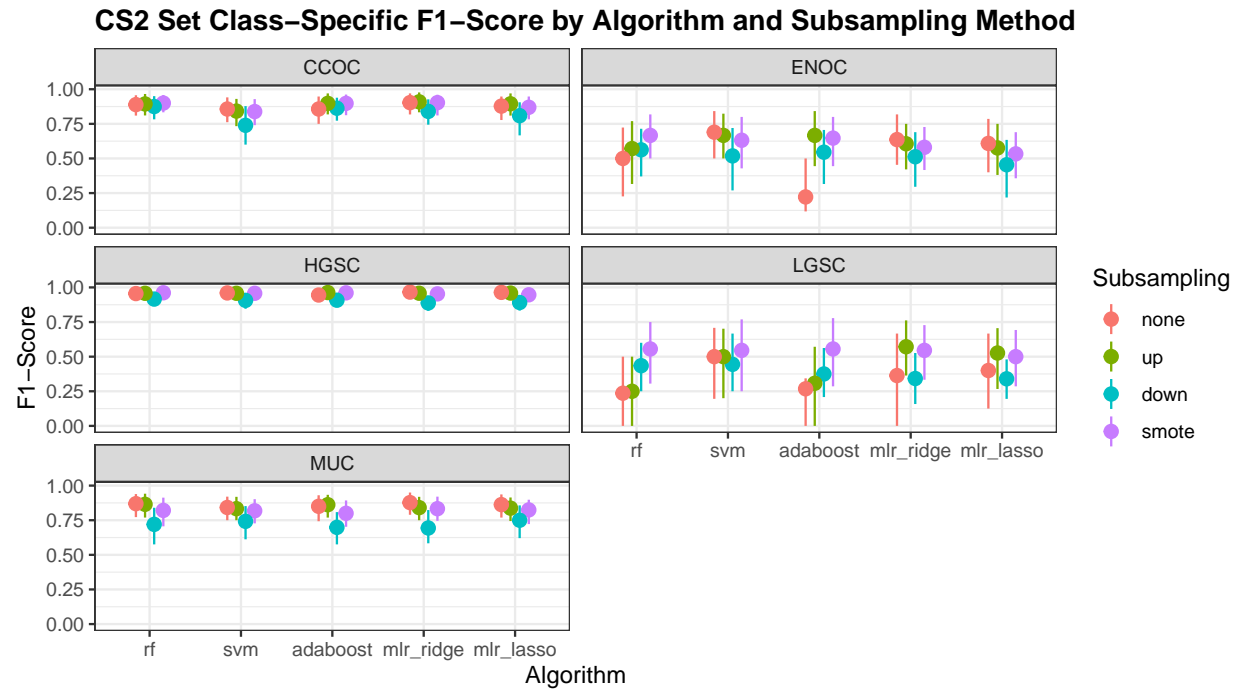 CS2 Set Class−Specific F1−Score by Algorithm and Subsampling Method
CCOC
ENOC
1.00
0.75
0.50
0.25
0.00
HGSC
LGSC
1.00
0.75
0.50
0.25
0.00
rf svm adaboost mlr_ridge mlr_lasso
MUC
1.00
0.75
0.50
0.25
0.00
rf svm adaboost mlr_ridge mlr_lasso
Algorithm
F1−Score
Subsampling
none
up
down
smote